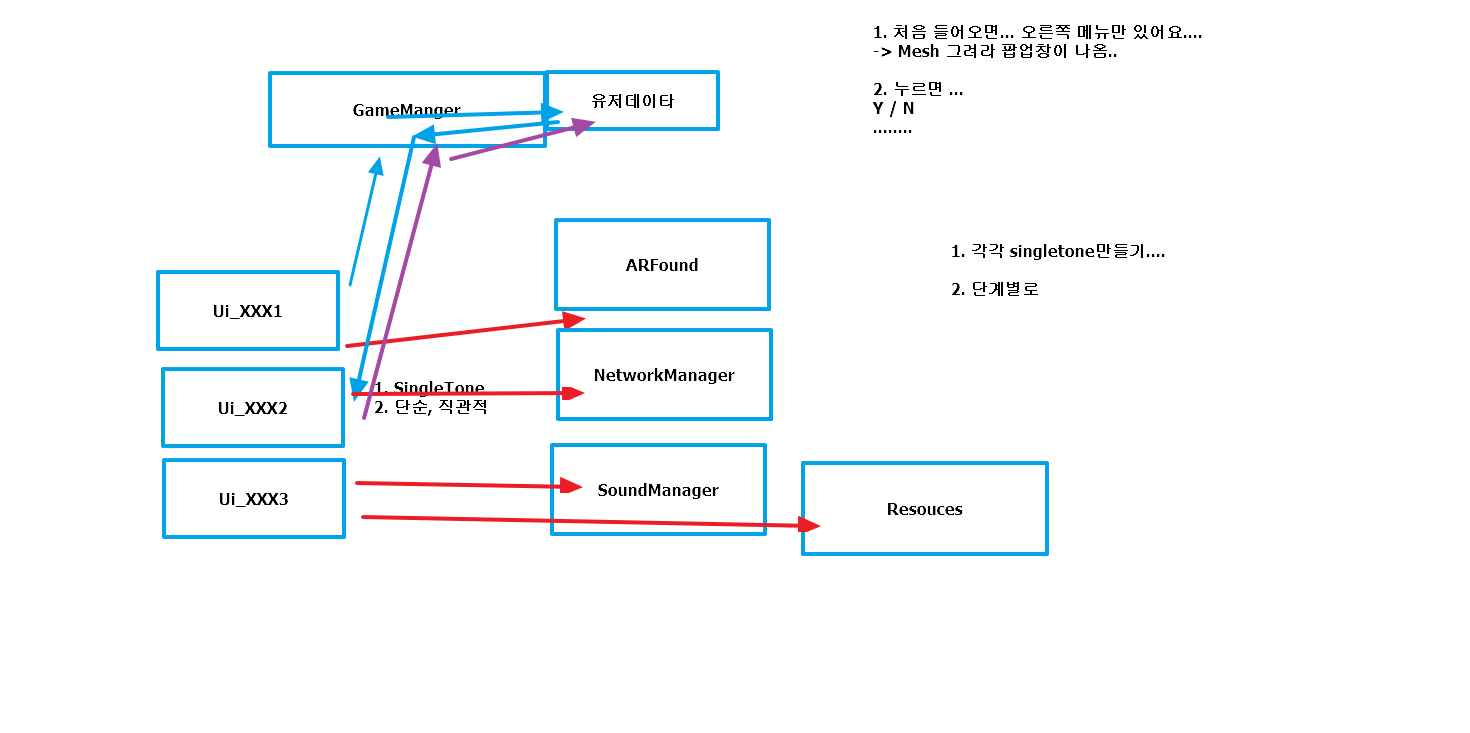 1. 처음 들어오면... 오른쪽 메뉴만 있어요....
-> Mesh 그려라 팝업창이 나옴..
2. 누르면 ...
Y / N
........
GameManger
유저데이타
ARFound
1. 각각 singletone만들기....
2. 단계별로
Ui_XXX1
NetworkManager
Ui_XXX2
1. SingleTone
2. 단순, 직관적
SoundManager
Ui_XXX3
Resouces